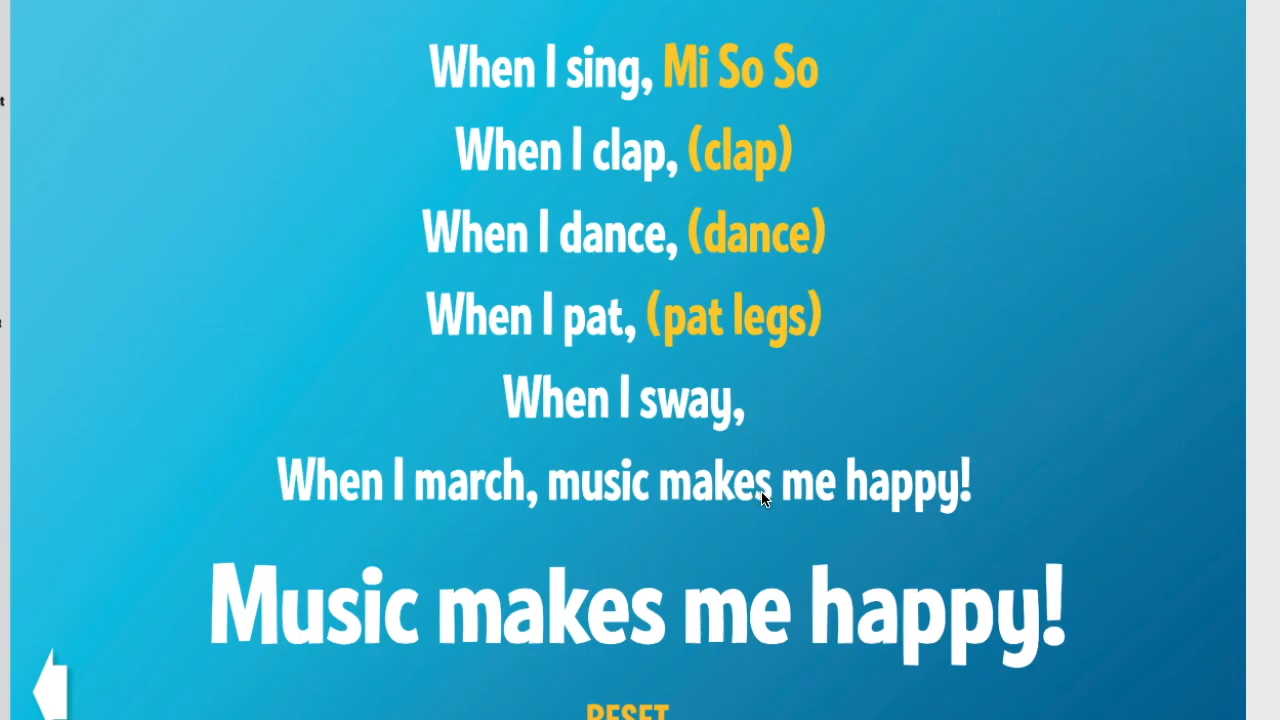 When I sing, Mi So So
When I clap, (clap)
When I dance, (dance)
When I pat, (pat legs)
When I sway,
When I march, music makes me happy!
Music makes me happy!
RESET